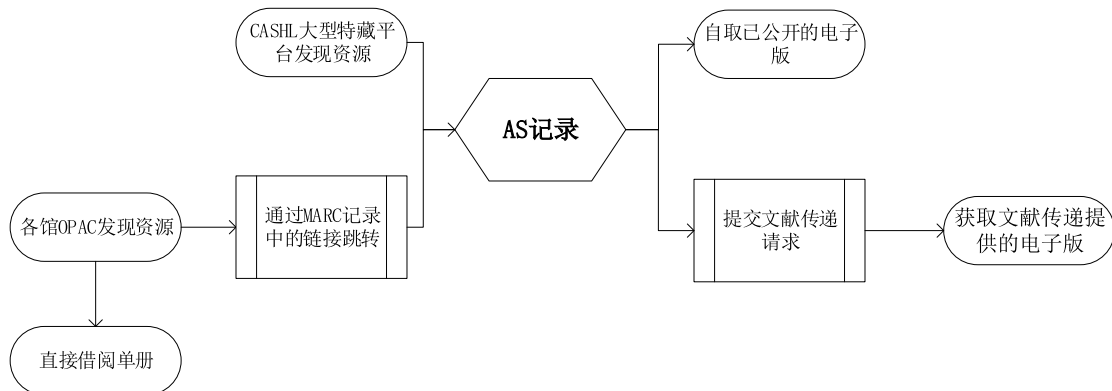 CASHL大型特藏平
台发现资源
自取已公开的电子
版
AS记录
各馆OPAC发现资源
通过MARC记录
中的链接跳转
提交文献传递
请求
获取文献传递提
供的电子版
直接借阅单册